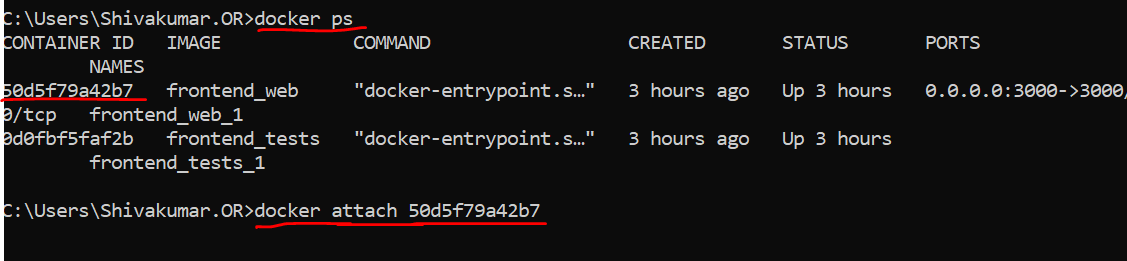 C:\Users\Shivakumar.OR>docker ps
CONTAINER ID   IMAGE            COMMAND                  CREATED       STATUS       PORTS
        NAMES
50d5f79a42b7   frontend_web     "docker-entrypoint.s…"   3 hours ago   Up 3 hours   0.0.0.0:3000->3000/
0/tcp   frontend_web_1
0d0fbf5faf2b   frontend_tests   "docker-entrypoint.s…"   3 hours ago   Up 3 hours
        frontend_tests_1
C:\Users\Shivakumar.OR>docker attach 50d5f79a42b7